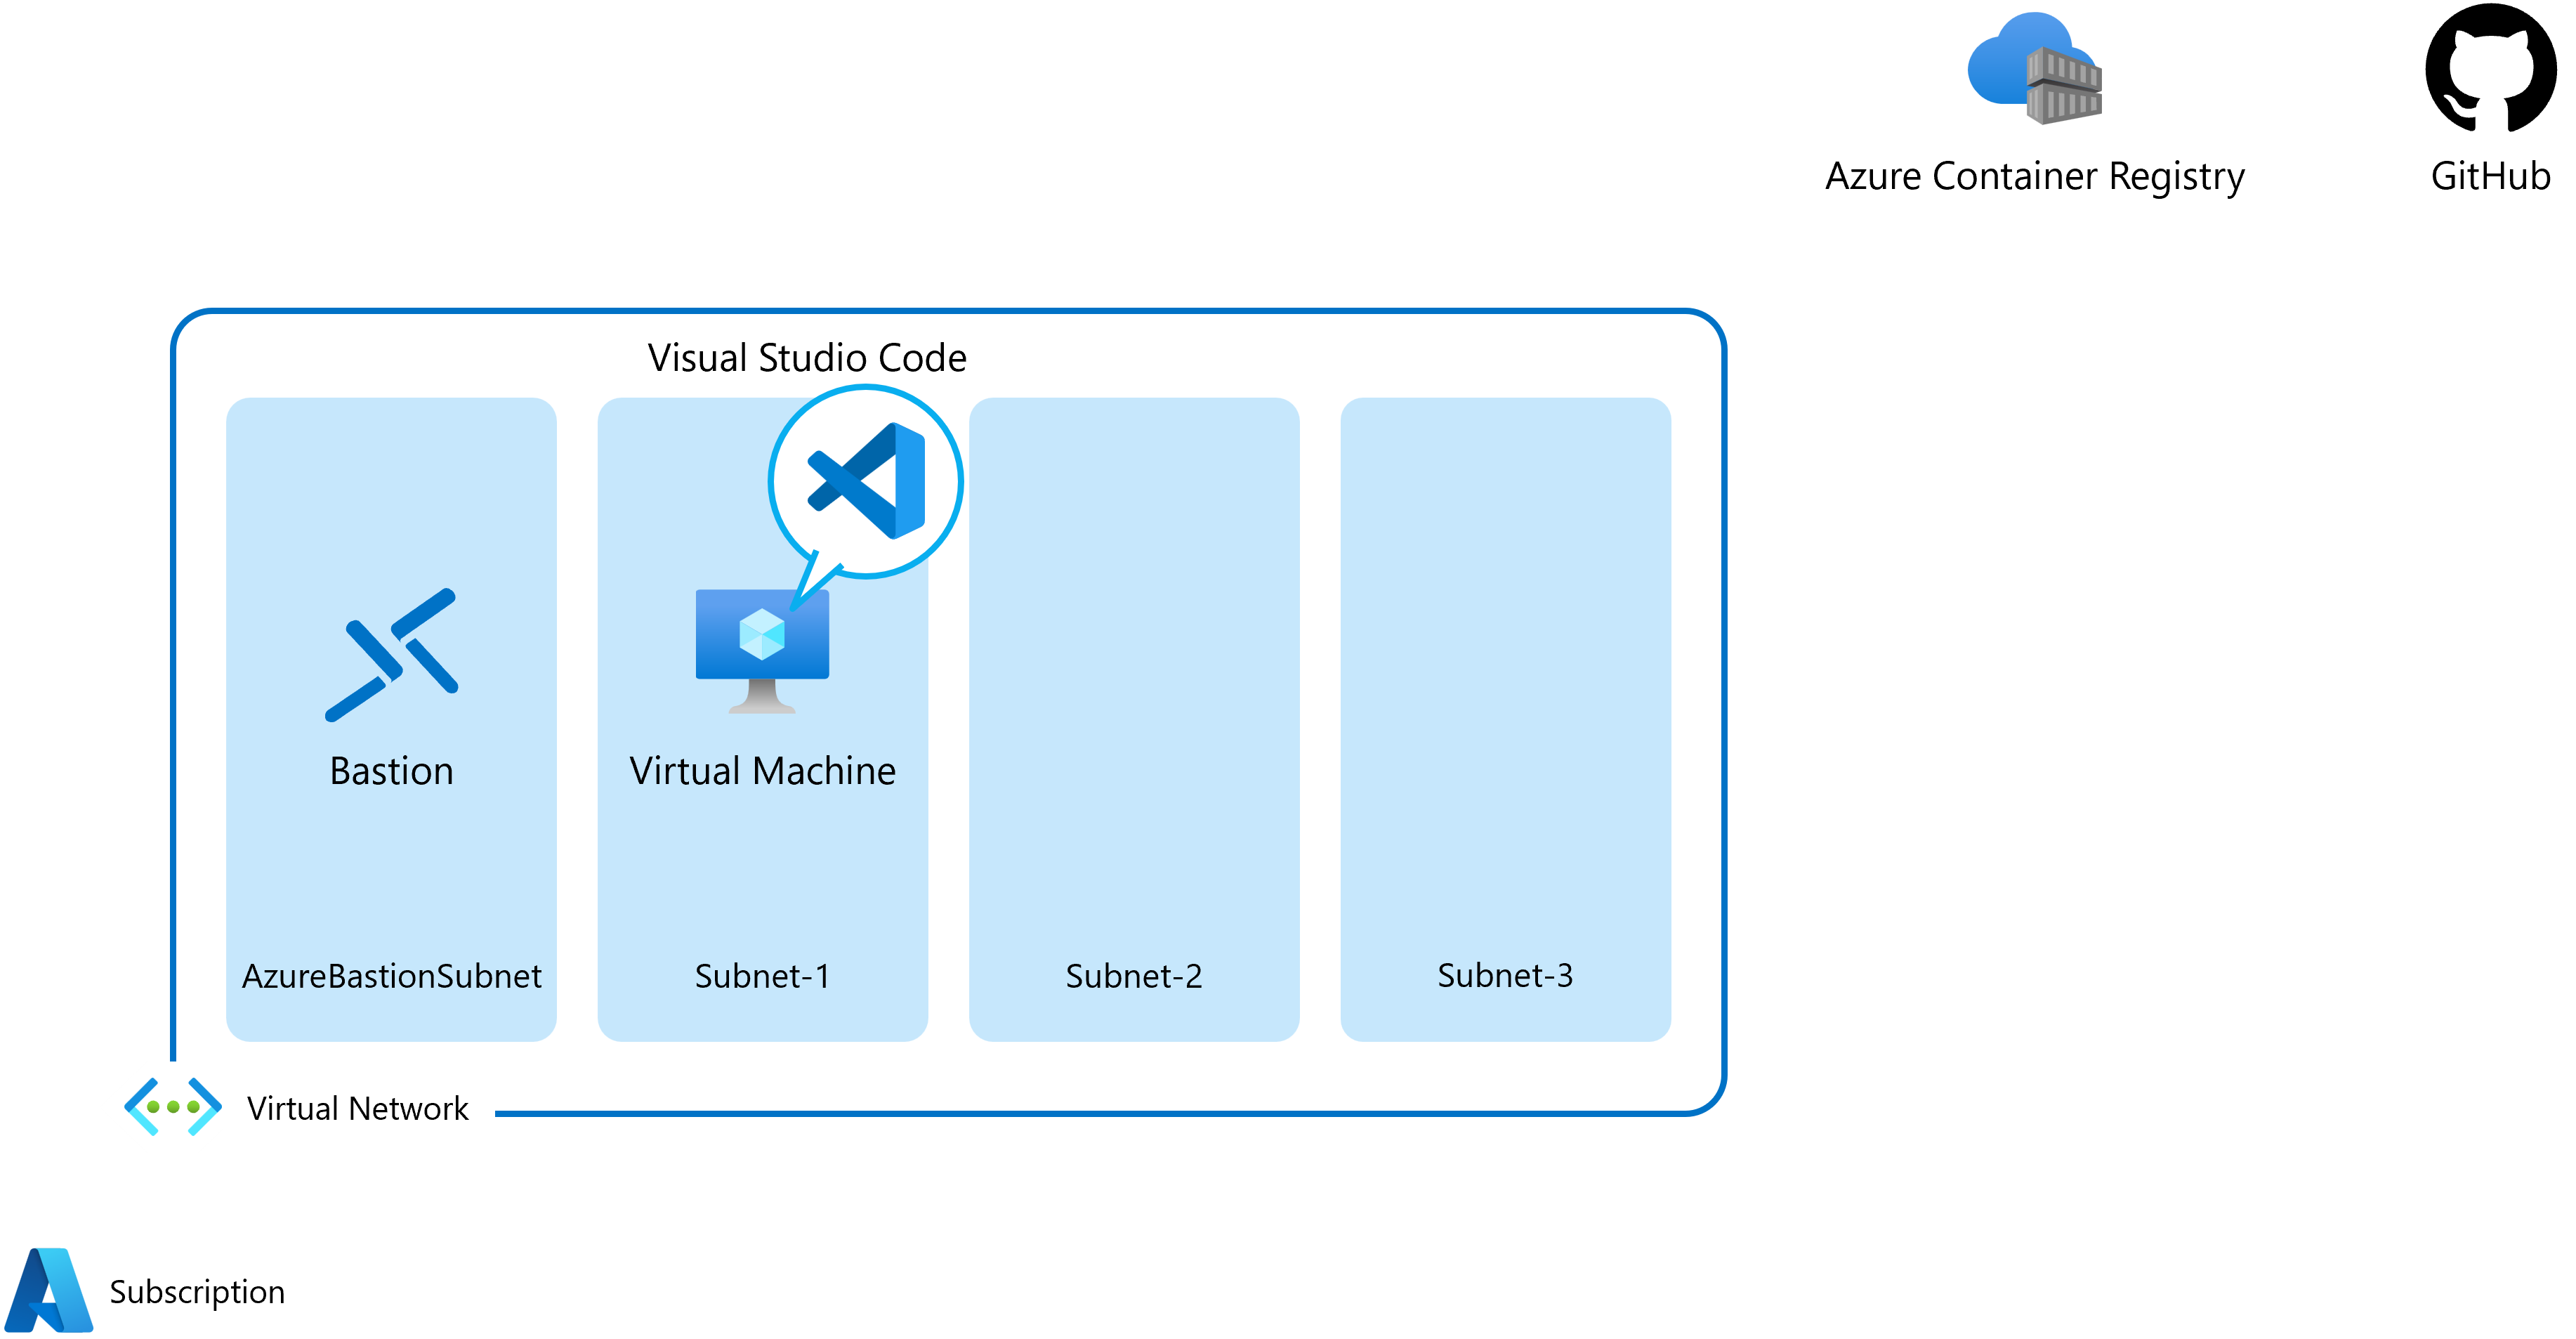 Azure Container Registry
GitHub
Visual Studio Code
Bastion
Virtual Machine
AzureBastionSubnet
Subnet-1
Subnet-2
Subnet-3
Virtual Network
Subscription